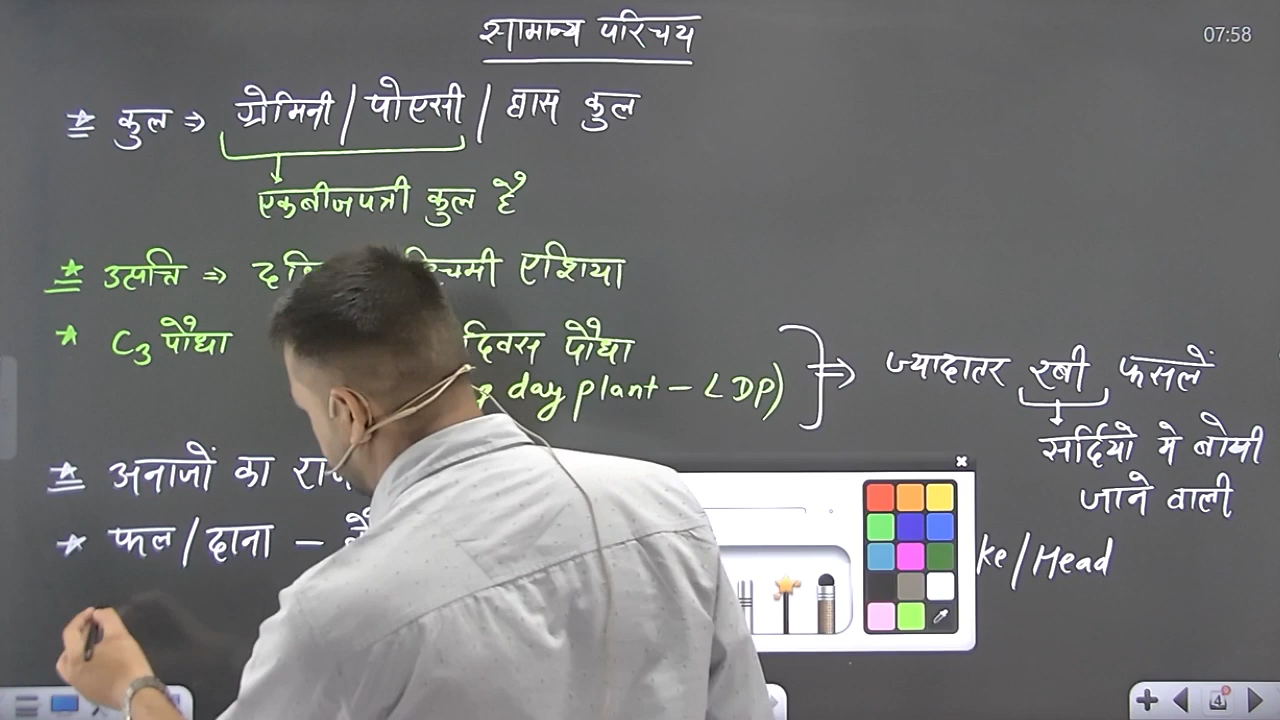 सामान्य परिचय
07:58
* कुल ⇒ ग्रेमिनी / पोएसी / घास कुल
एकबीजपत्री कुल है
* उत्पत्ति ⇒ एशिया
* C3 पौधा दिवस पौधा
day plant - LDP) ⇒ ज्यादातर रबी फसलें
सर्दियो मे बोयी
जाने वाली
* अनाजों का
* फल / दाना - ke / Head
4